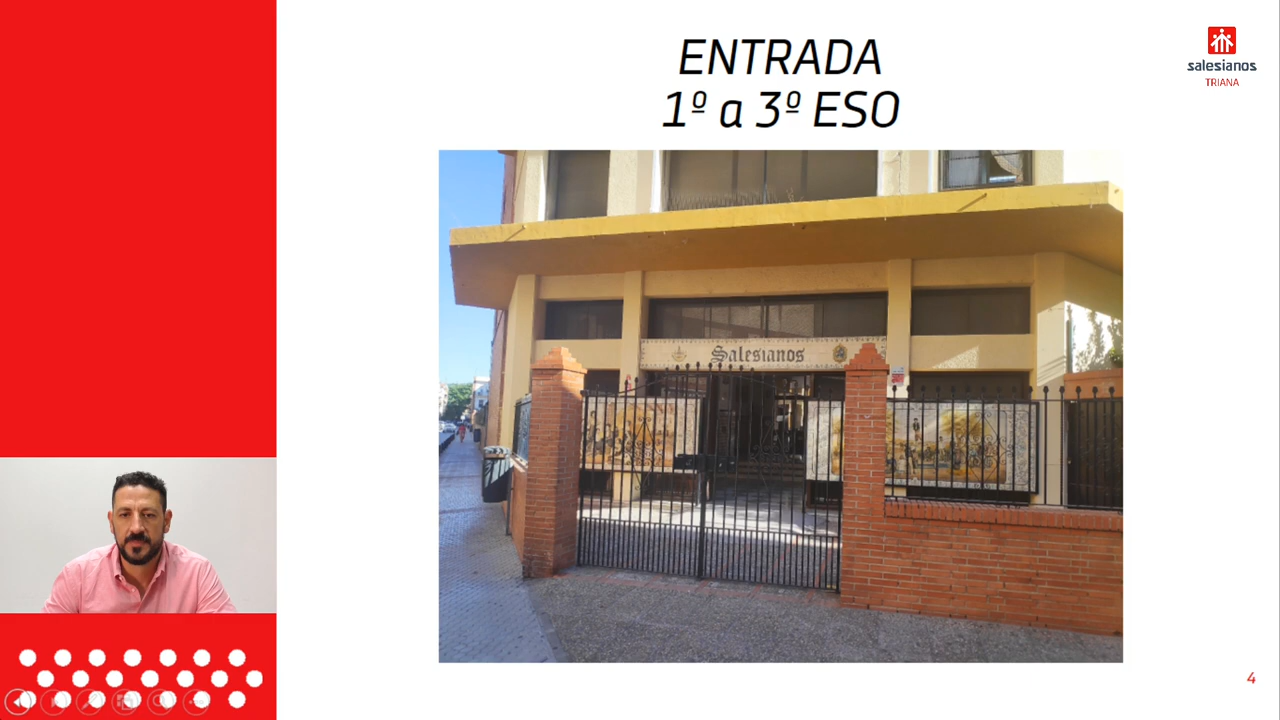 ENTRADA
1º a 3º ESO
salesianos
TRIANA
Salesianos
4